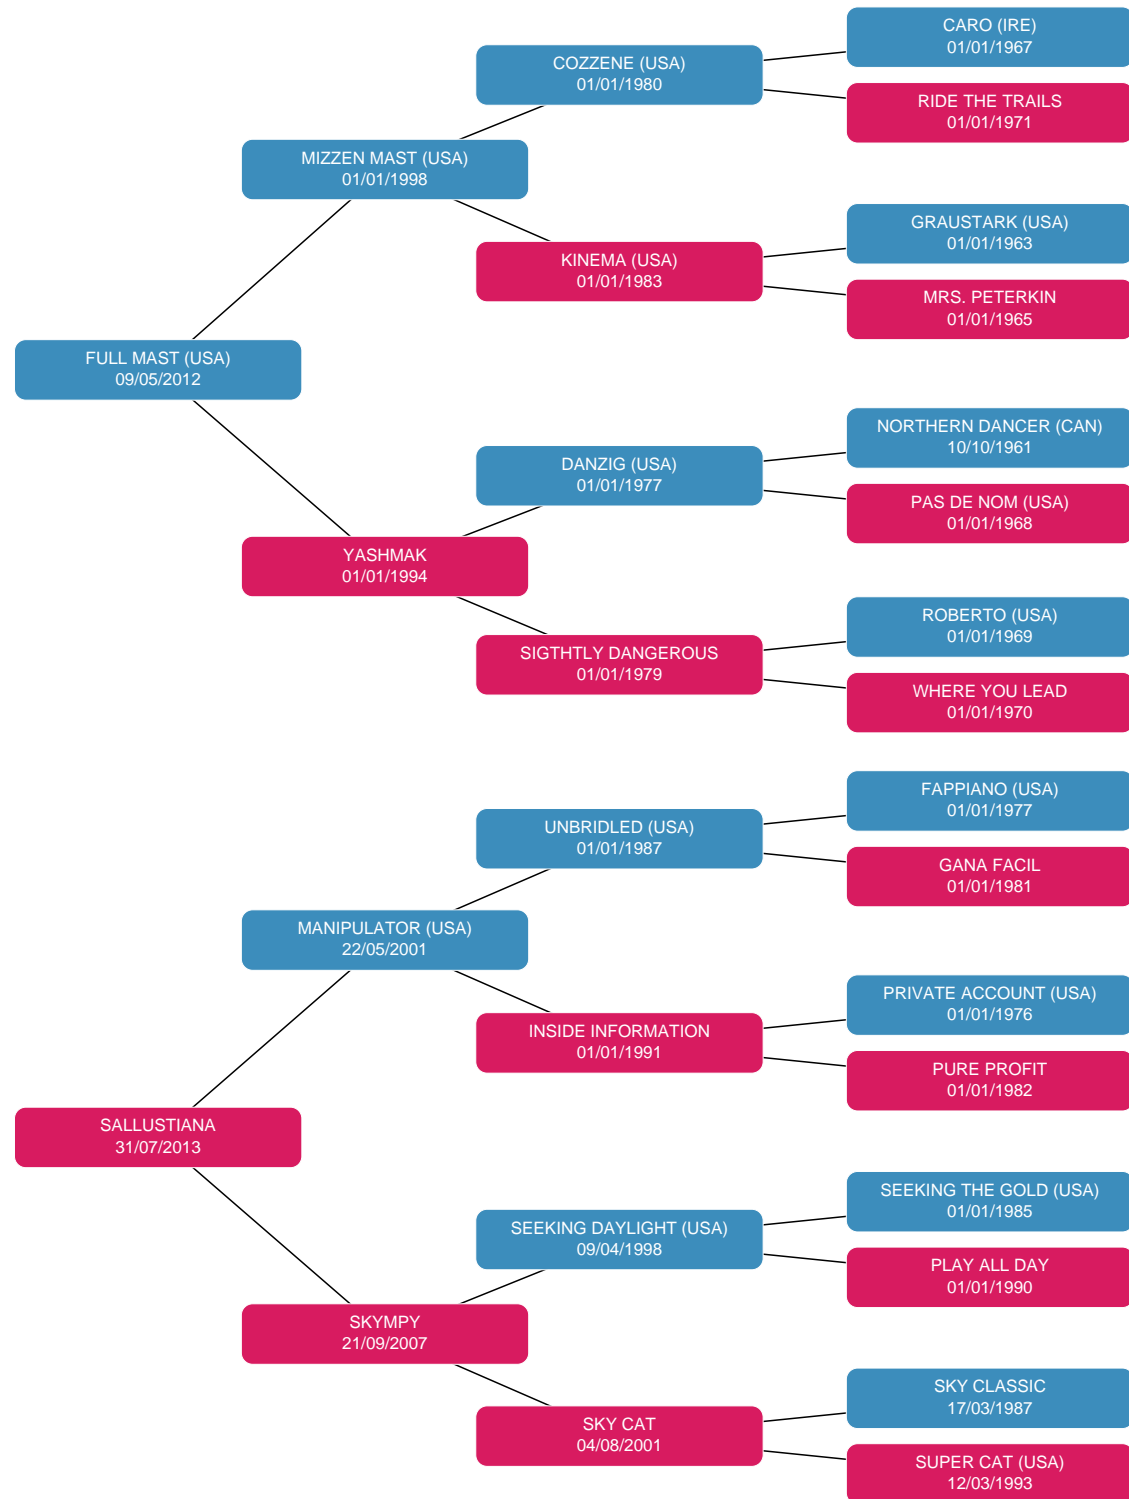 CARO (IRE)
01/01/1967
COZZENE (USA)
01/01/1980
RIDE THE TRAILS
01/01/1971
MIZZEN MAST (USA)
01/01/1998
GRAUSTARK (USA)
01/01/1963
KINEMA (USA)
01/01/1983
MRS. PETERKIN
01/01/1965
FULL MAST (USA)
09/05/2012
NORTHERN DANCER (CAN)
10/10/1961
DANZIG (USA)
01/01/1977
PAS DE NOM (USA)
01/01/1968
YASHMAK
01/01/1994
ROBERTO (USA)
01/01/1969
SIGTHTLY DANGEROUS
01/01/1979
WHERE YOU LEAD
01/01/1970
FAPPIANO (USA)
01/01/1977
UNBRIDLED (USA)
01/01/1987
GANA FACIL
01/01/1981
MANIPULATOR (USA)
22/05/2001
PRIVATE ACCOUNT (USA)
01/01/1976
INSIDE INFORMATION
01/01/1991
PURE PROFIT
01/01/1982
SALLUSTIANA
31/07/2013
SEEKING THE GOLD (USA)
01/01/1985
SEEKING DAYLIGHT (USA)
09/04/1998
PLAY ALL DAY
01/01/1990
SKYMPY
21/09/2007
SKY CLASSIC
17/03/1987
SKY CAT
04/08/2001
SUPER CAT (USA)
12/03/1993